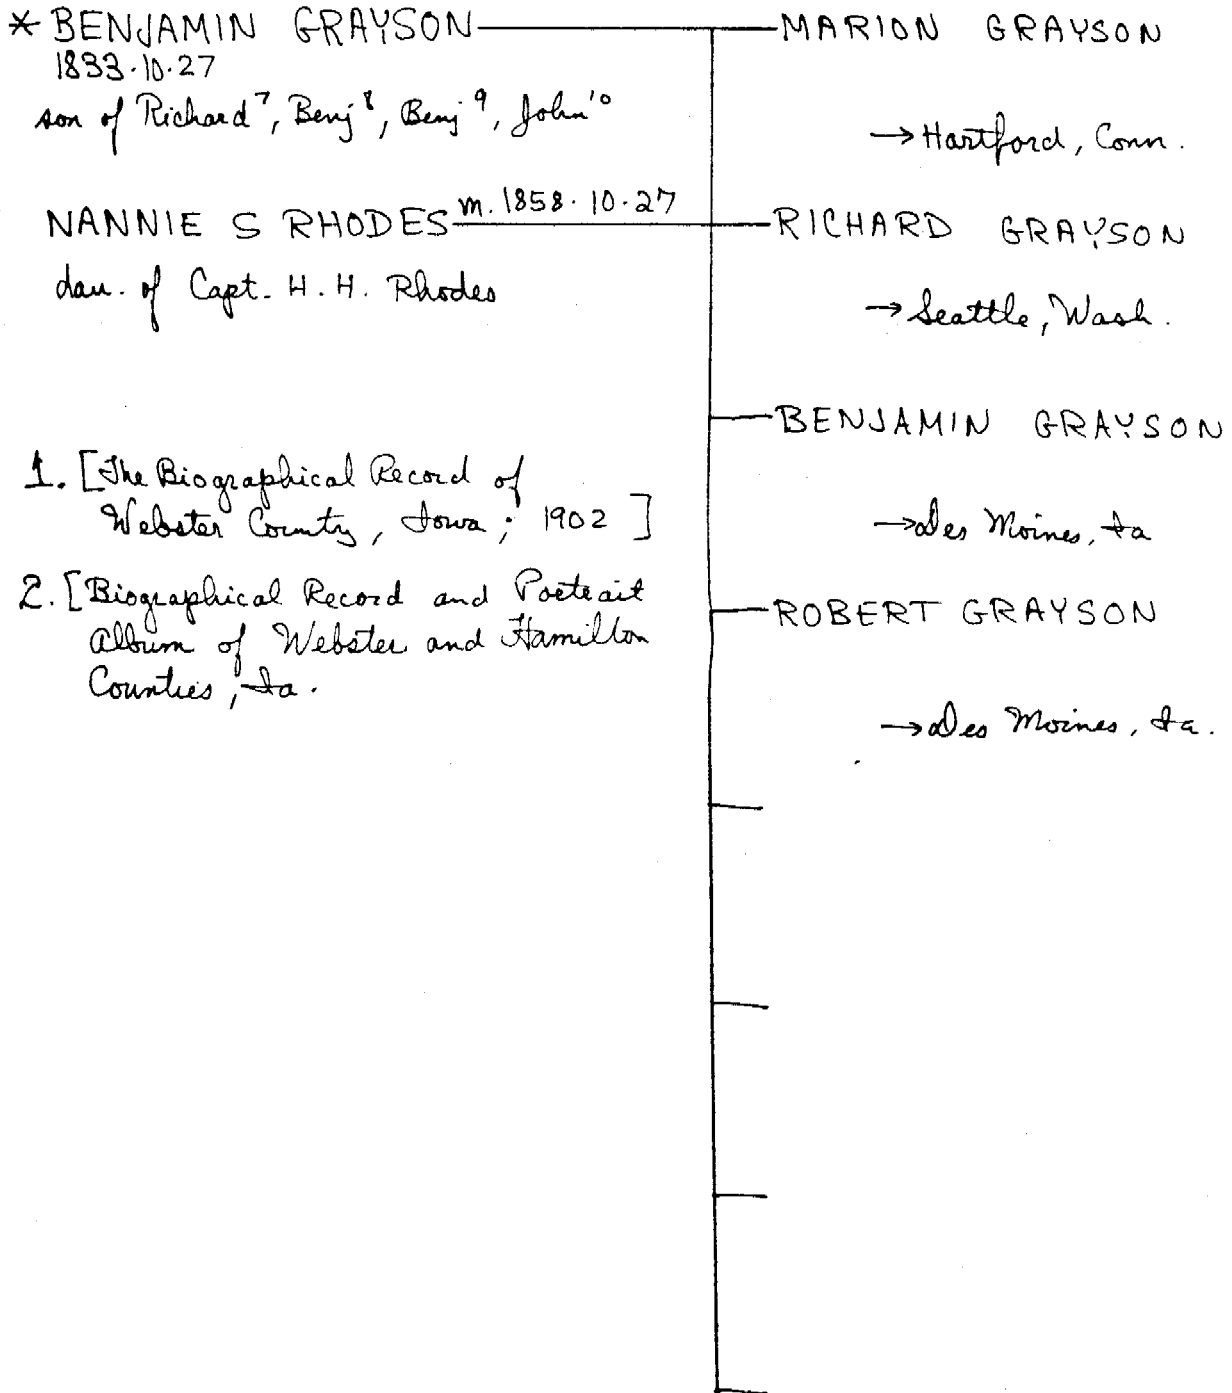 * BENJAMIN GRAYSON
1833·10·27
son of Richard⁷, Benj⁸, Benj⁹, John¹⁰
NANNIE S RHODES m. 1858·10·27
dau. of Capt. H. H. Rhodes
1. [The Biographical Record of
Webster County, Iowa; 1902]
2. [Biographical Record and Portrait
Album of Webster and Hamilton
Counties, Ia.
MARION GRAYSON
→ Hartford, Conn.
RICHARD GRAYSON
→ Seattle, Wash.
BENJAMIN GRAYSON
→ Des Moines, Ia
ROBERT GRAYSON
→ Des Moines, Ia.